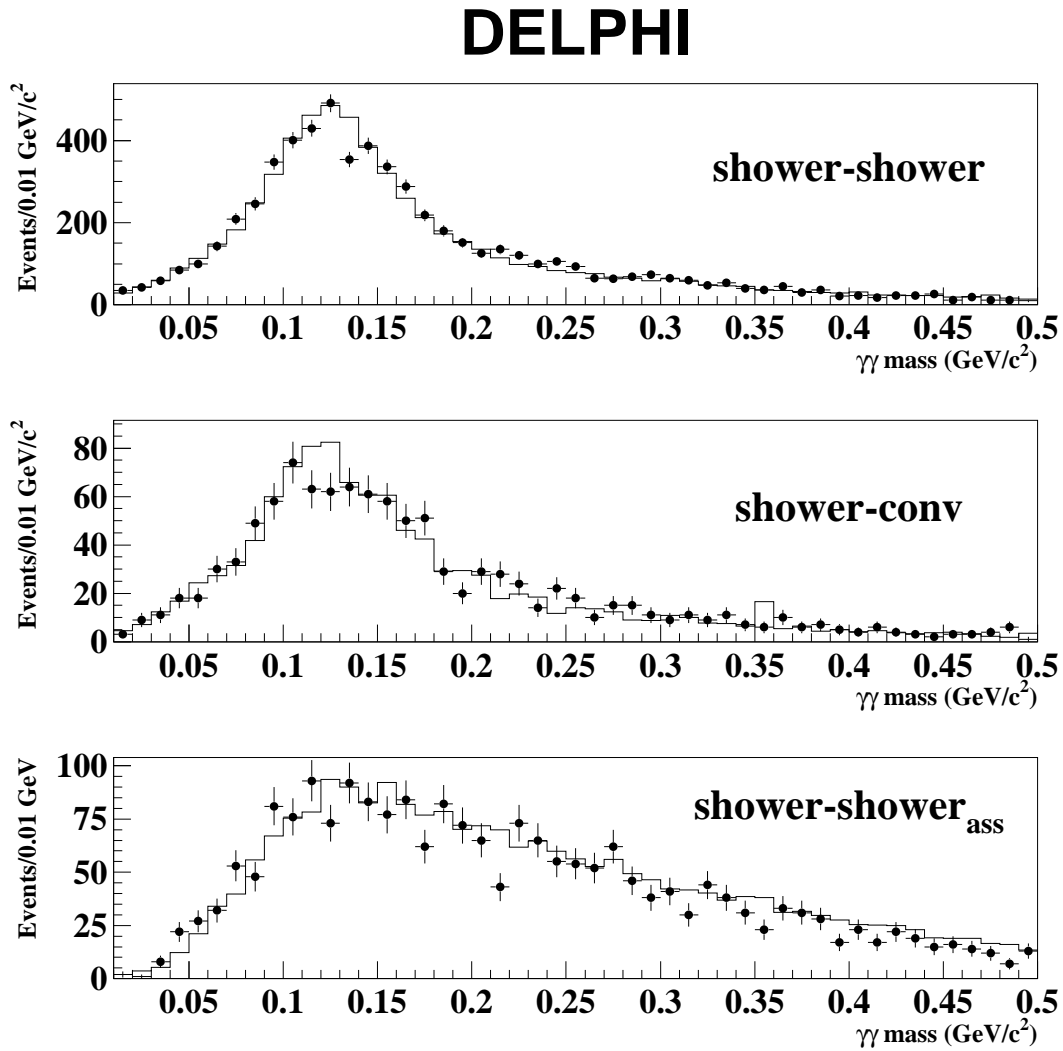 DELPHI
Events/0.01 GeV/c²
400
200
0
shower-shower
0.05 0.1 0.15 0.2 0.25 0.3 0.35 0.4 0.45 0.5
γγ mass (GeV/c²)
Events/0.01 GeV/c²
80
60
40
20
0
shower-conv
0.05 0.1 0.15 0.2 0.25 0.3 0.35 0.4 0.45 0.5
γγ mass (GeV/c²)
Events/0.01 GeV
100
75
50
25
0
shower-shower_ass
0.05 0.1 0.15 0.2 0.25 0.3 0.35 0.4 0.45 0.5
γγ mass (GeV/c²)